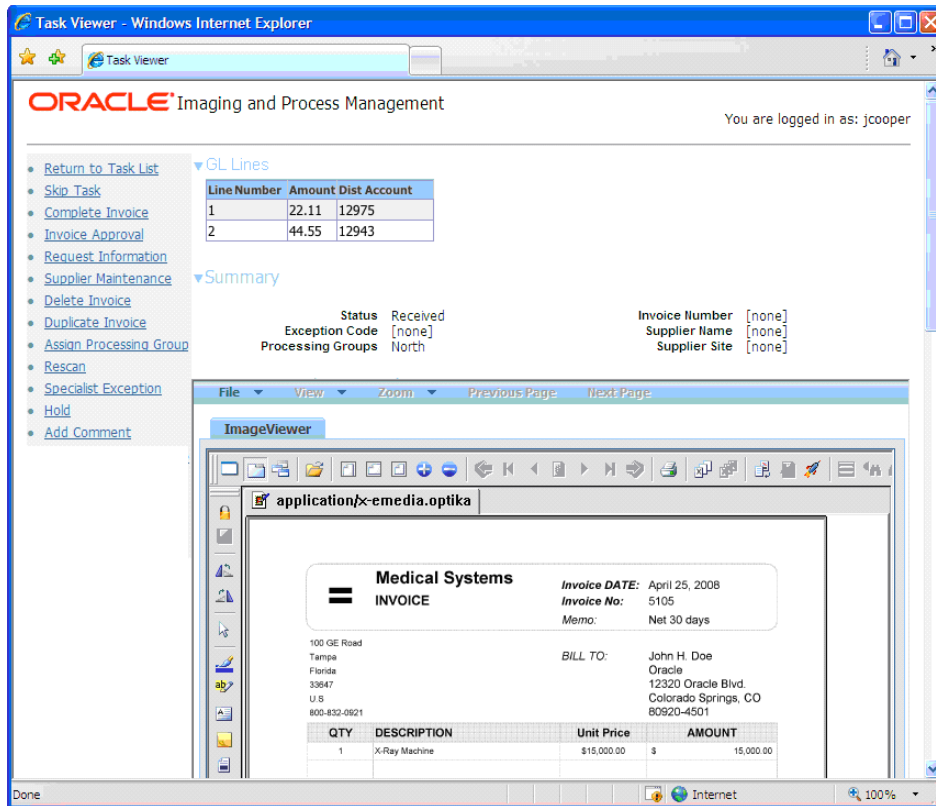 Task Viewer - Windows Internet Explorer
Task Viewer
ORACLE Imaging and Process Management
You are logged in as: jcooper
Return to Task List
Skip Task
Complete Invoice
Invoice Approval
Request Information
Supplier Maintenance
Delete Invoice
Duplicate Invoice
Assign Processing Group
Rescan
Specialist Exception
Hold
Add Comment
GL Lines
Line Number Amount Dist Account
1 22.11 12975
2 44.55 12943
Summary
Status Received Invoice Number [none]
Exception Code [none] Supplier Name [none]
Processing Groups North Supplier Site [none]
File View Zoom Previous Page Next Page
ImageViewer
application/x-emedia.optika
Medical Systems
INVOICE
Invoice DATE: April 25, 2008
Invoice No: 5105
Memo: Net 30 days
100 GE Road
Tampa
Florida
33647
U.S
800-832-0921
BILL TO: John H. Doe
Oracle
12320 Oracle Blvd.
Colorado Springs, CO
80920-4501
QTY DESCRIPTION Unit Price AMOUNT
1 X-Ray Machine $15,000.00 $ 15,000.00
Done Internet 100%